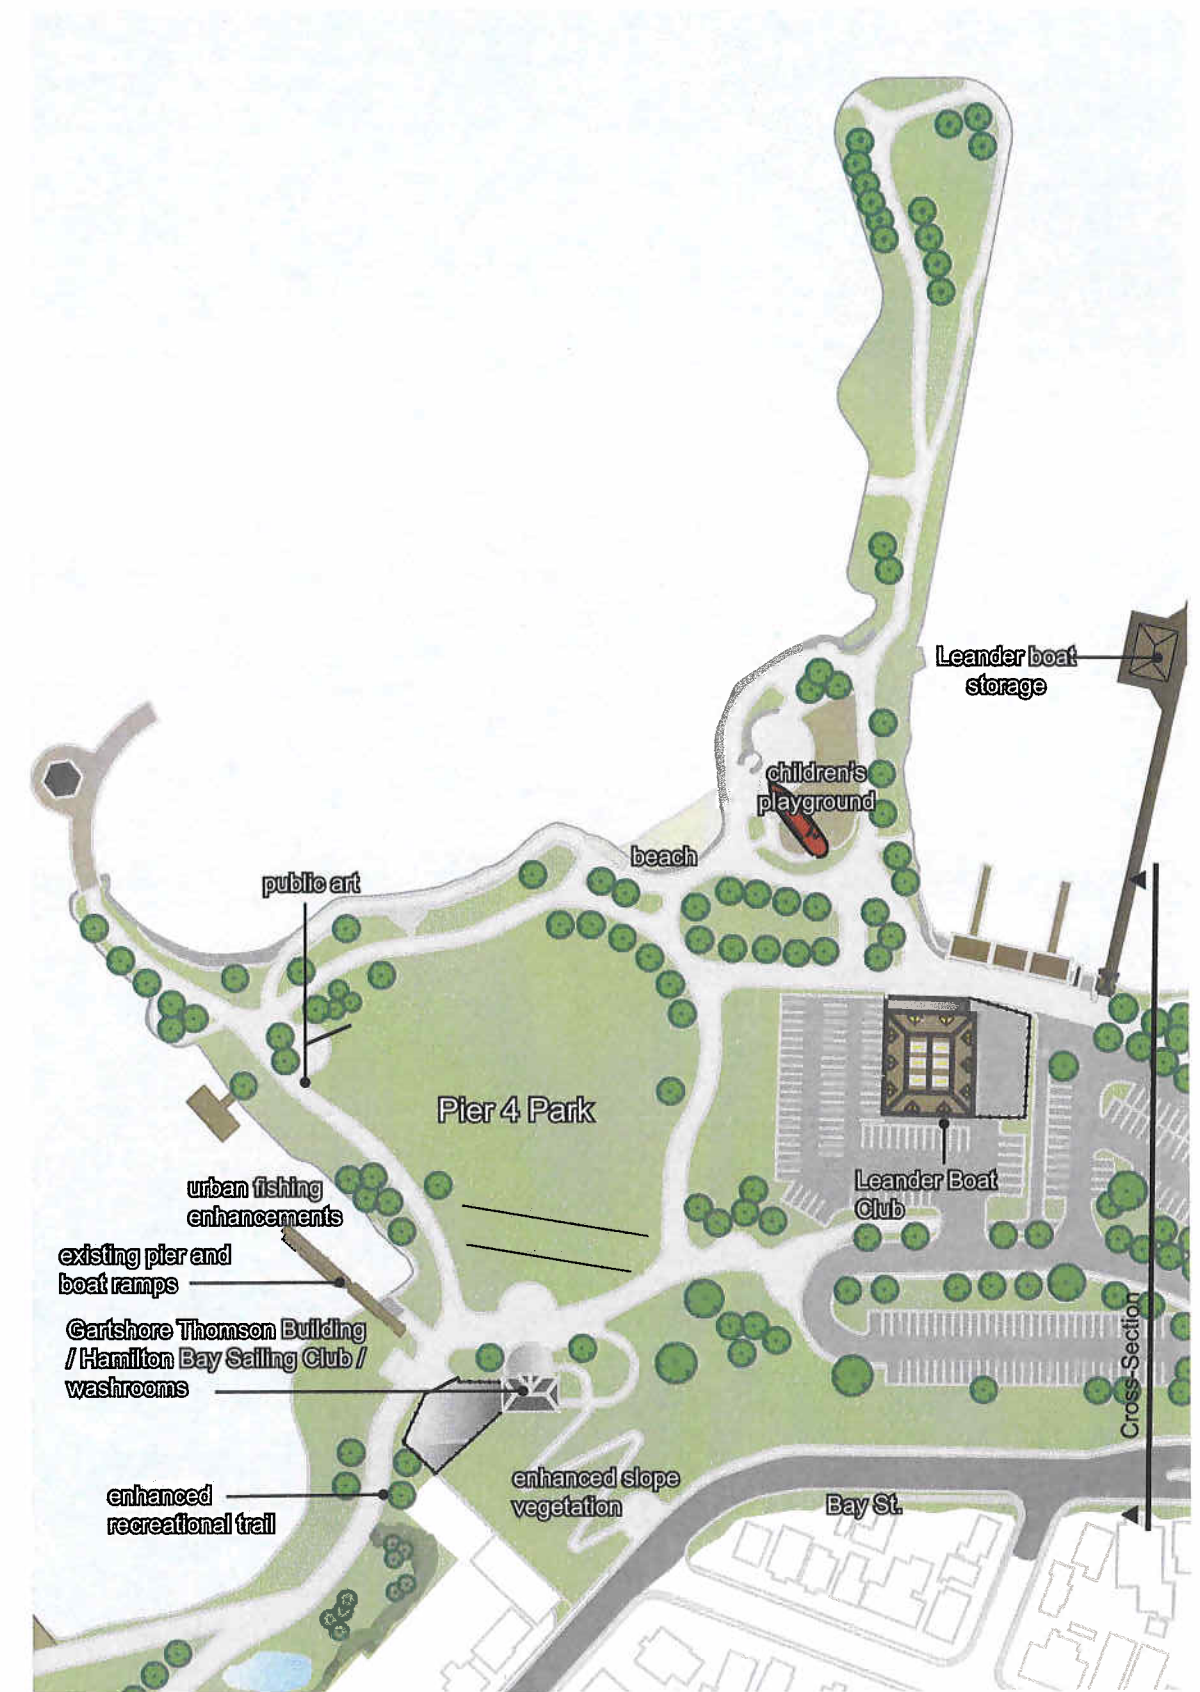 Leander boat
storage
children's
playground
beach
public art
Pier 4 Park
Leander Boat
Club
urban fishing
enhancements
existing pier and
boat ramps
Gartshore Thomson Building
/ Hamilton Bay Sailing Club /
washrooms
Cross-Section
enhanced slope
vegetation
enhanced
recreational trail
Bay St.